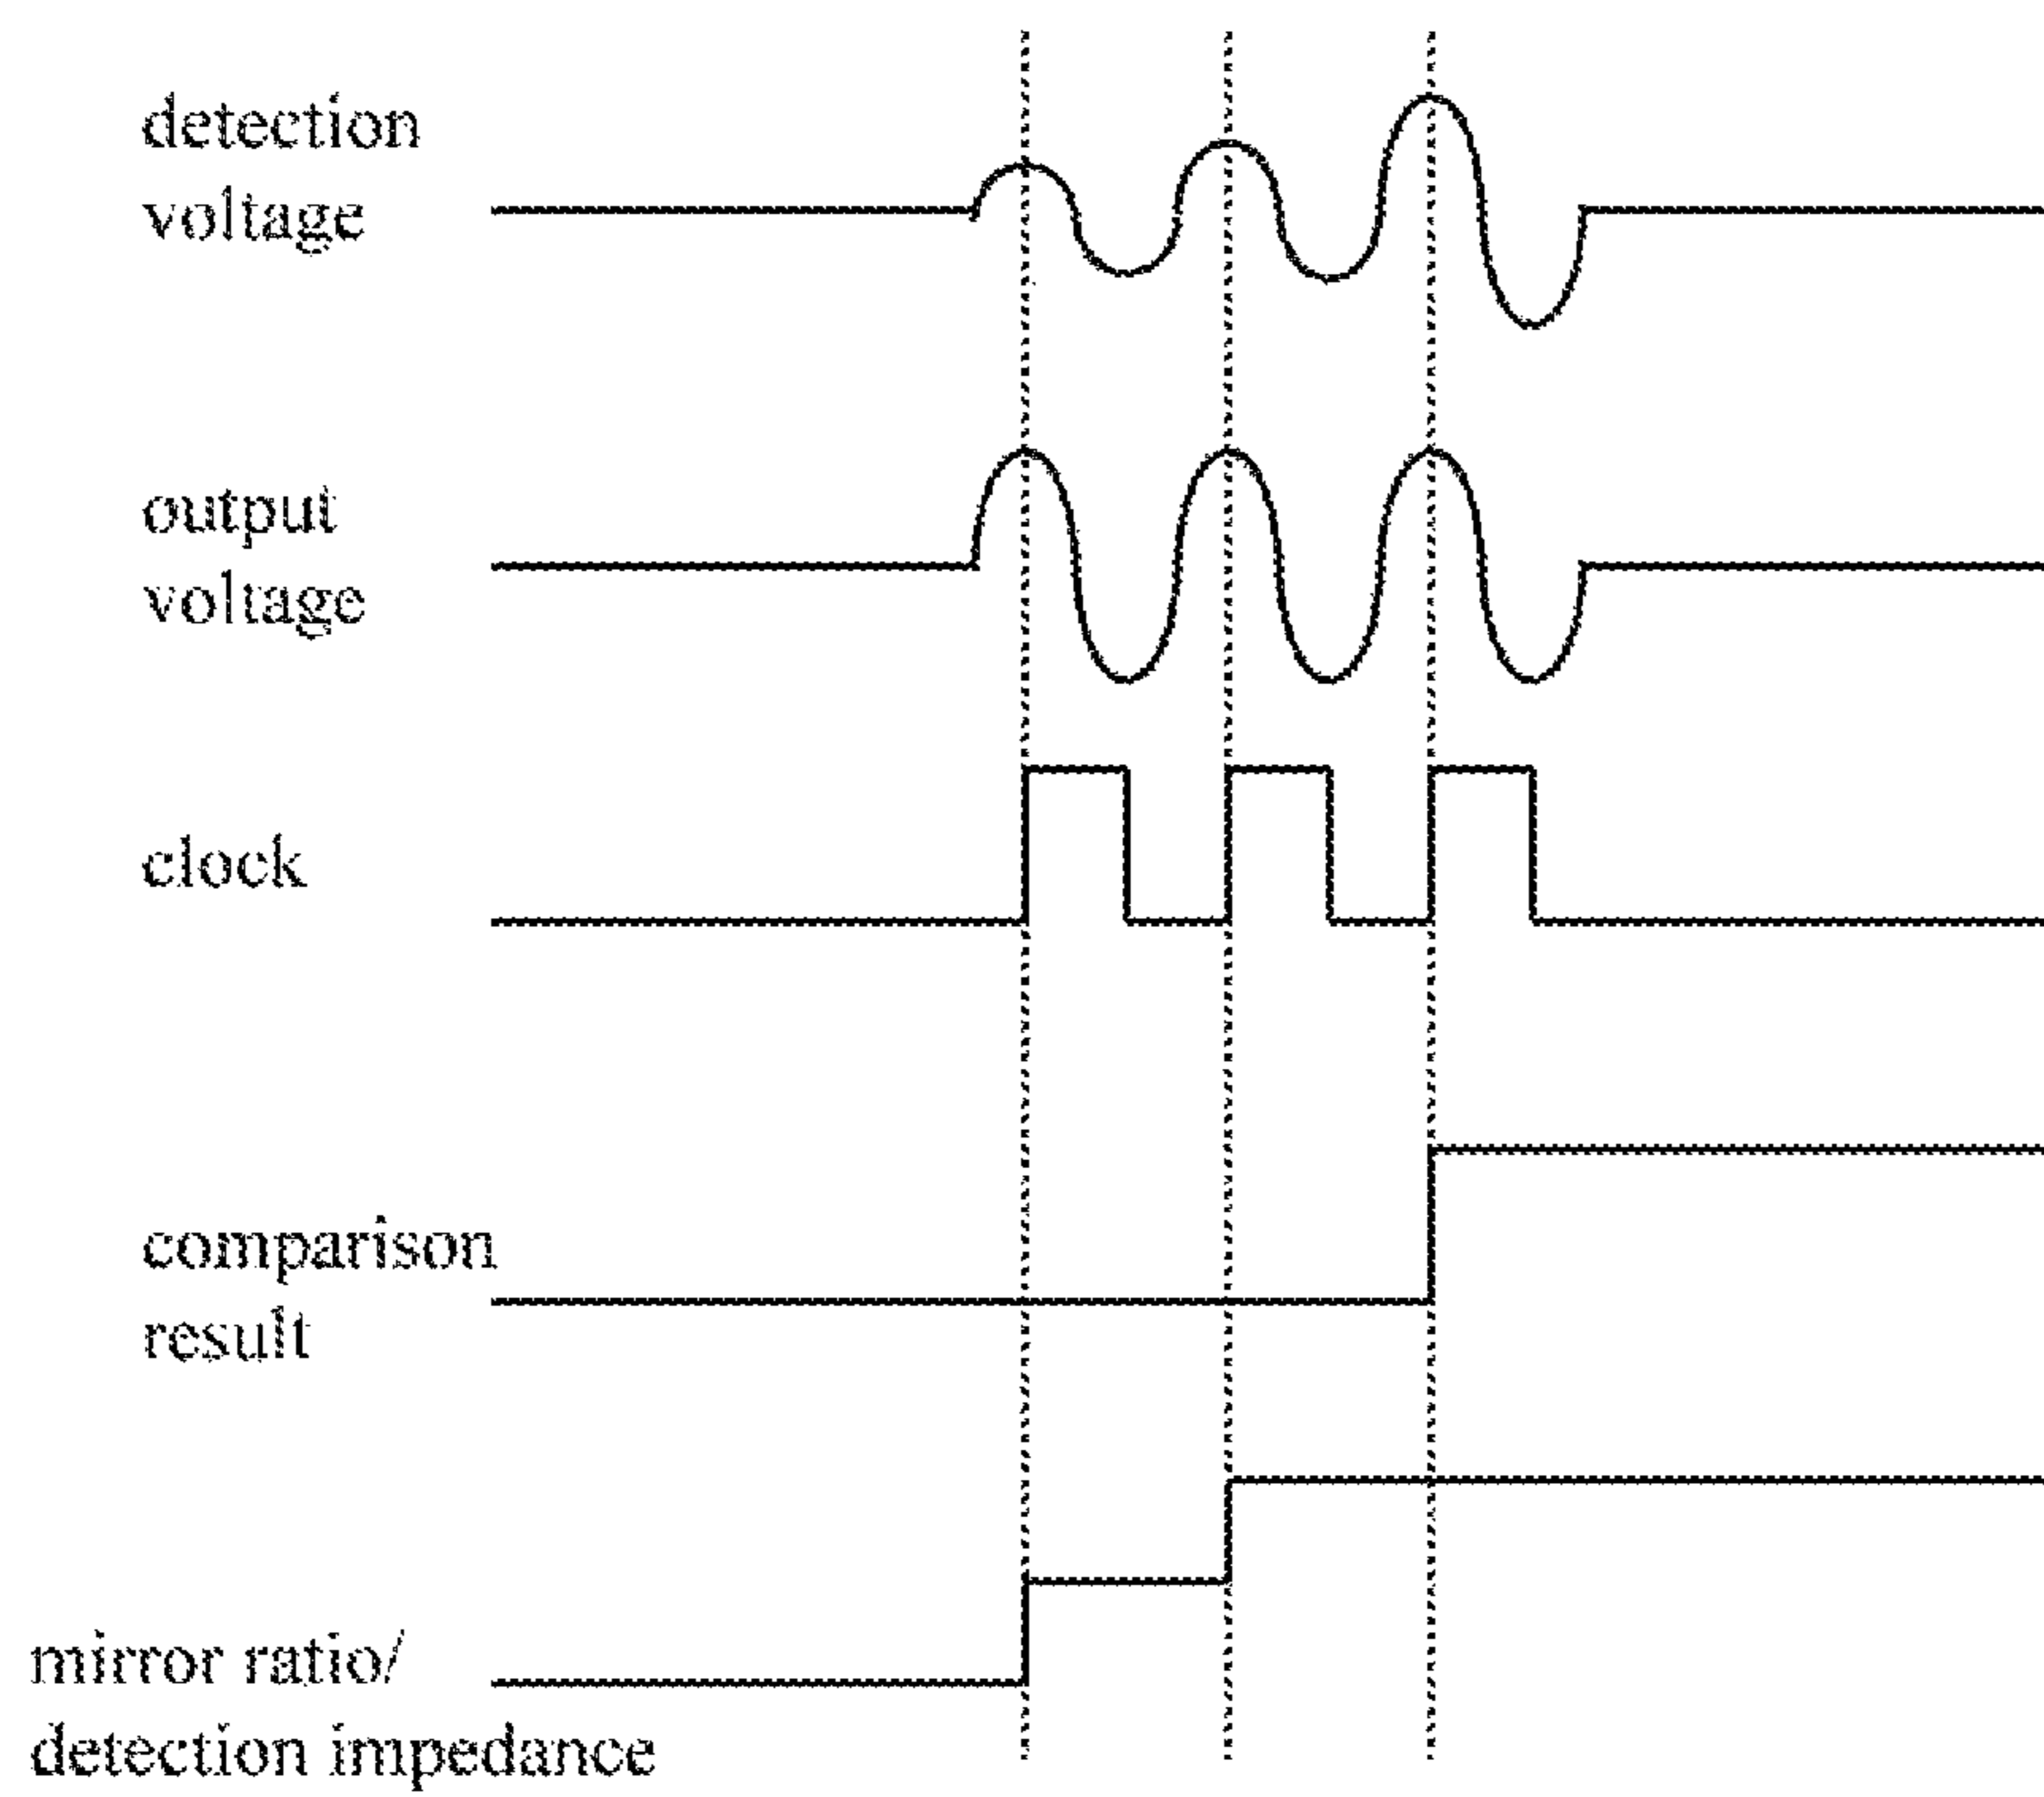 detection
voltage
output
voltage
clock
comparison
result
mirror ratio/
detection impedance